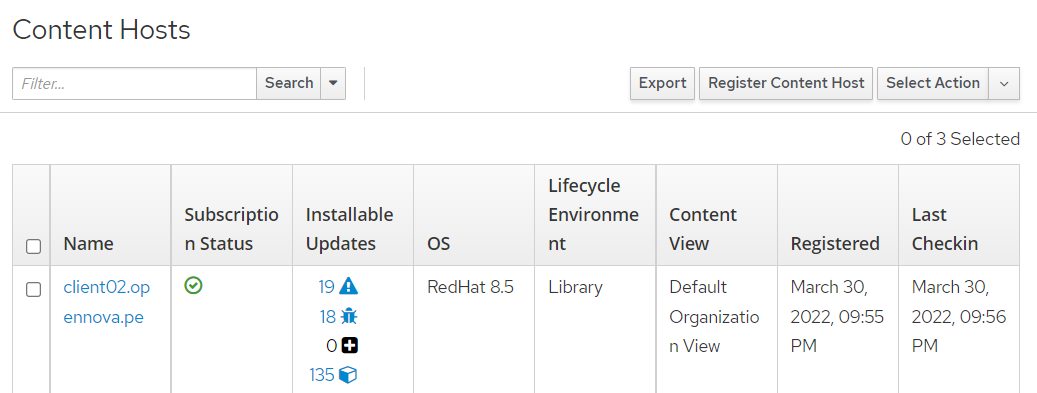 Content Hosts
Filter...
Search
Export
Register Content Host
Select Action
0 of 3 Selected
Name
Subscriptio
n Status
Installable
Updates
OS
Lifecycle
Environme
nt
Content
View
Registered
Last
Checkin
client02.op
ennova.pe
19
18
0
135
RedHat 8.5
Library
Default
Organizatio
n View
March 30,
2022, 09:55
PM
March 30,
2022, 09:56
PM